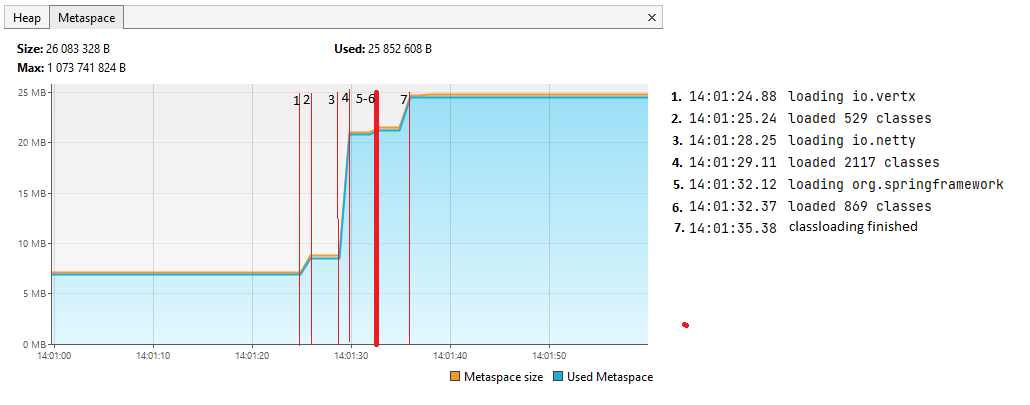 Heap Metaspace ×
Size: 26 083 328 B Used: 25 852 608 B
Max: 1 073 741 824 B
25 MB
20 MB
15 MB
10 MB
5 MB
0 MB
1 2 3 4 5-6 7
14:01:00 14:01:10 14:01:20 14:01:30 14:01:40 14:01:50
Metaspace size Used Metaspace
1. 14:01:24.88 loading io.vertx
2. 14:01:25.24 loaded 529 classes
3. 14:01:28.25 loading io.netty
4. 14:01:29.11 loaded 2117 classes
5. 14:01:32.12 loading org.springframework
6. 14:01:32.37 loaded 869 classes
7. 14:01:35.38 classloading finished